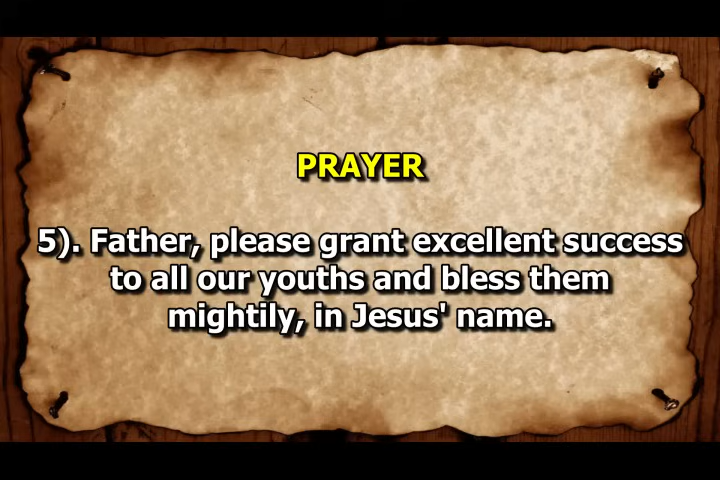 PRAYER
5). Father, please grant excellent success
to all our youths and bless them
mightily, in Jesus' name.